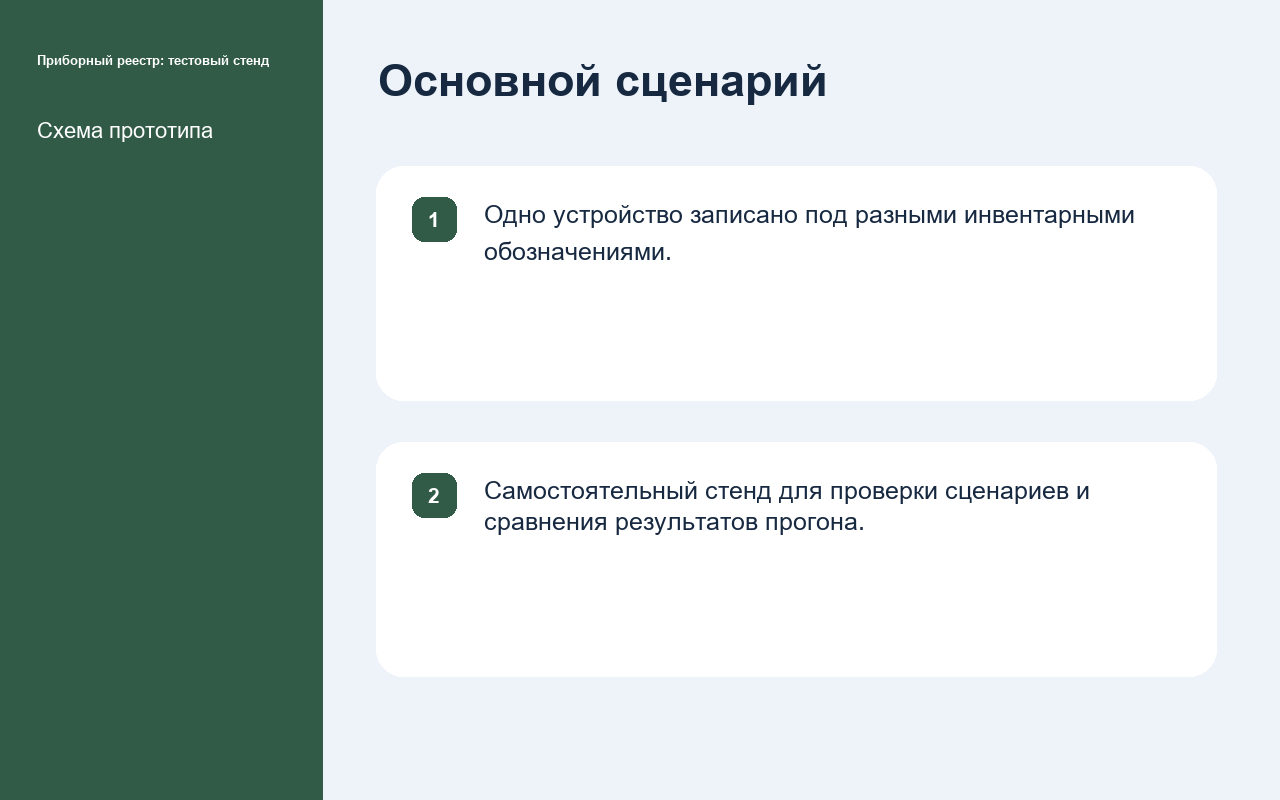 Приборный реестр: тестовый стенд
Схема прототипа
Основной сценарий
1
Одно устройство записано под разными инвентарными
обозначениями.
2
Самостоятельный стенд для проверки сценариев и
сравнения результатов прогона.